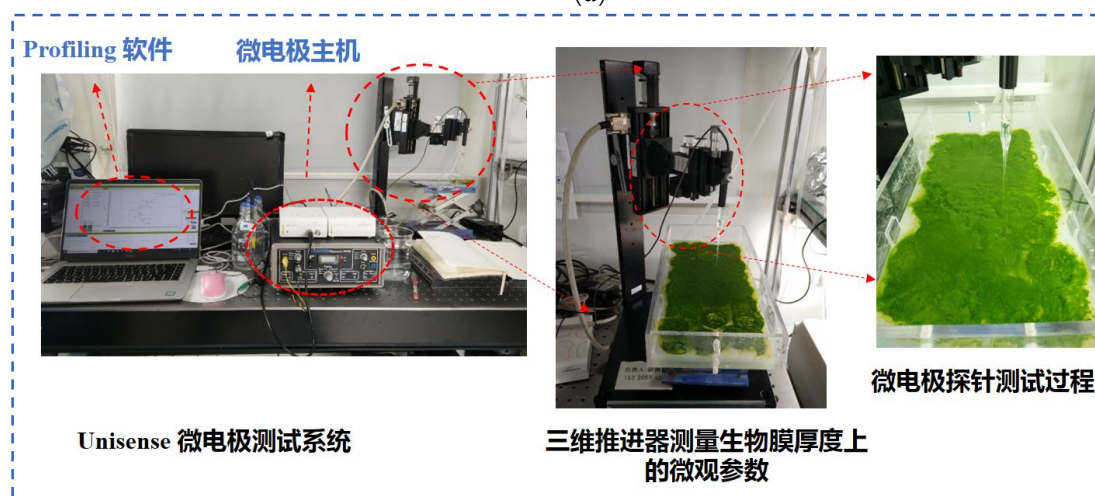 Profiling 软件
微电极主机
微电极探针测试过程
Unisense 微电极测试系统
三维推进器测量生物膜厚度上
的微观参数